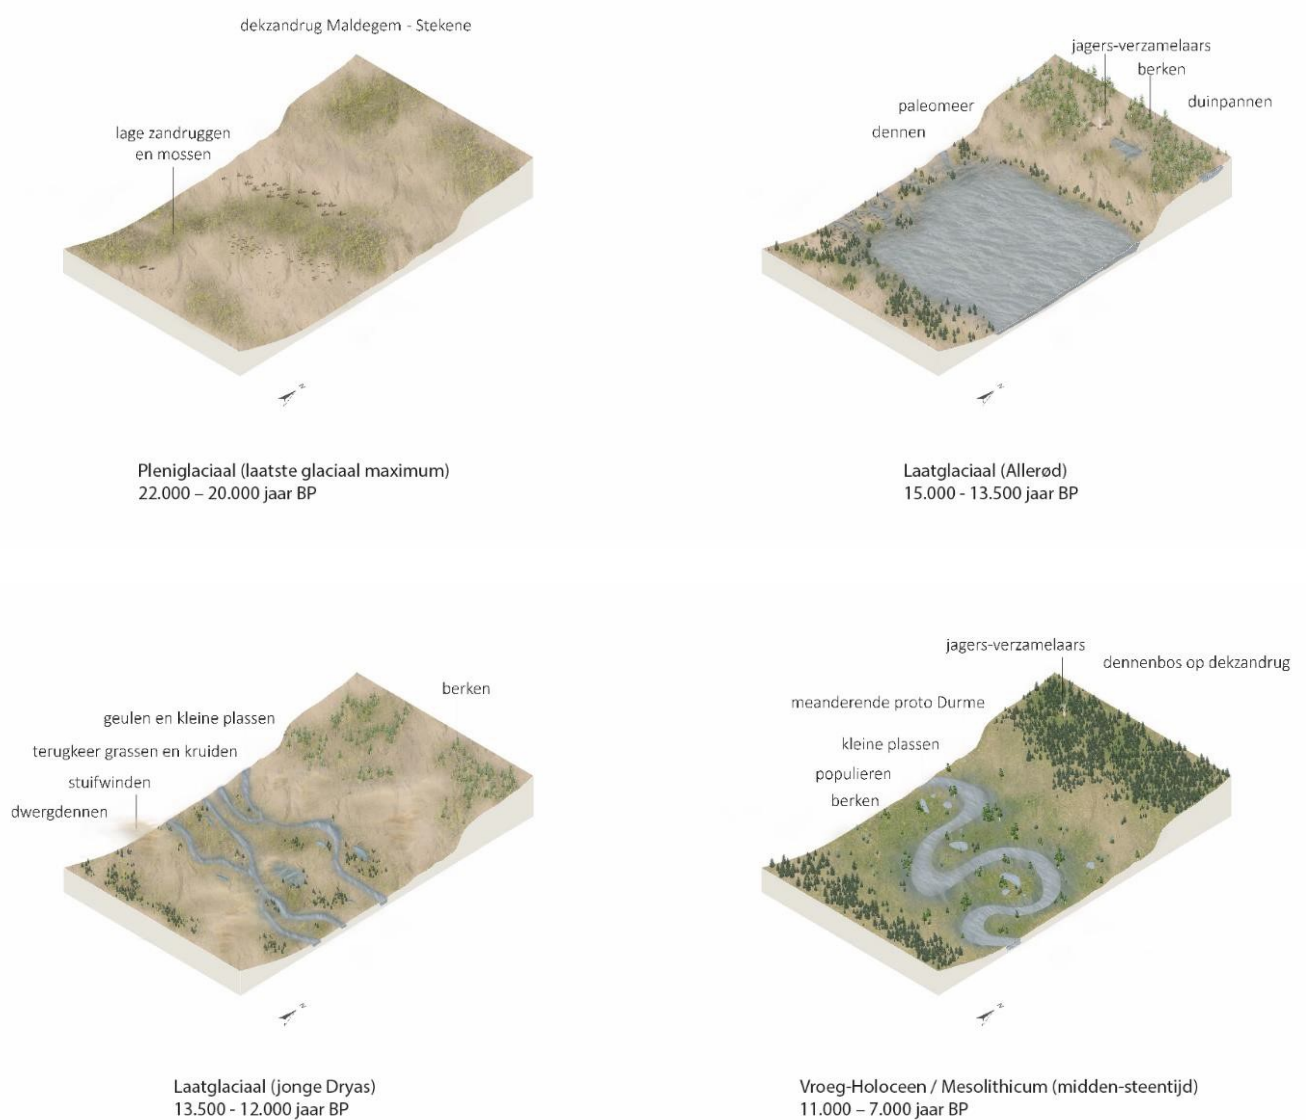 dekzandrug Maldegem - Stekene
lage zandruggen
en mossen
N
Pleniglaciaal (laatste glaciaal maximum)
22.000 – 20.000 jaar BP
jagers-verzamelaars
berken
duinpannen
paleomeer
dennen
N
Laatglaciaal (Allerød)
15.000 - 13.500 jaar BP
berken
geulen en kleine plassen
terugkeer grassen en kruiden
stuifwinden
dwergdennen
N
Laatglaciaal (jonge Dryas)
13.500 - 12.000 jaar BP
jagers-verzamelaars
dennenbos op dekzandrug
meanderende proto Durme
kleine plassen
populieren
berken
N
Vroeg-Holoceen / Mesolithicum (midden-steentijd)
11.000 – 7.000 jaar BP